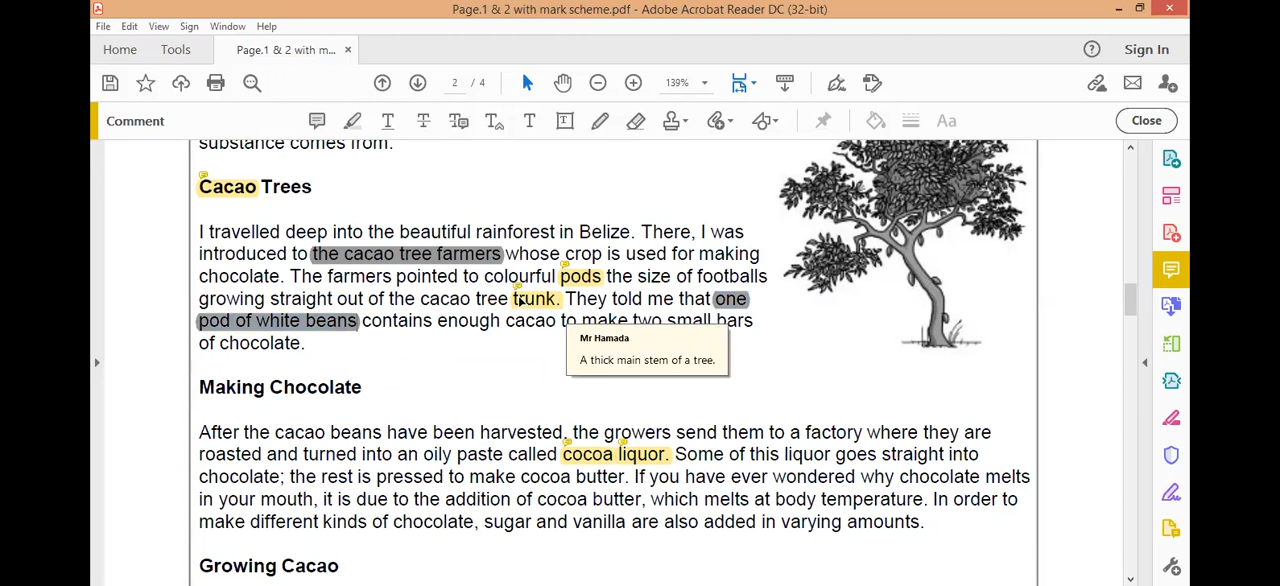 Page.1 & 2 with mark scheme.pdf - Adobe Acrobat Reader DC (32-bit)
File Edit View Sign Window Help
Home Tools Page.1 & 2 with m... × Sign In
2 / 4 139%
Comment Close
substance comes from.
Cacao Trees
I travelled deep into the beautiful rainforest in Belize. There, I was
introduced to the cacao tree farmers whose crop is used for making
chocolate. The farmers pointed to colourful pods the size of footballs
growing straight out of the cacao tree trunk. They told me that one
pod of white beans contains enough cacao to make two small bars
of chocolate.
Mr Hamada
A thick main stem of a tree.
Making Chocolate
After the cacao beans have been harvested, the growers send them to a factory where they are
roasted and turned into an oily paste called cocoa liquor. Some of this liquor goes straight into
chocolate; the rest is pressed to make cocoa butter. If you have ever wondered why chocolate melts
in your mouth, it is due to the addition of cocoa butter, which melts at body temperature. In order to
make different kinds of chocolate, sugar and vanilla are also added in varying amounts.
Growing Cacao